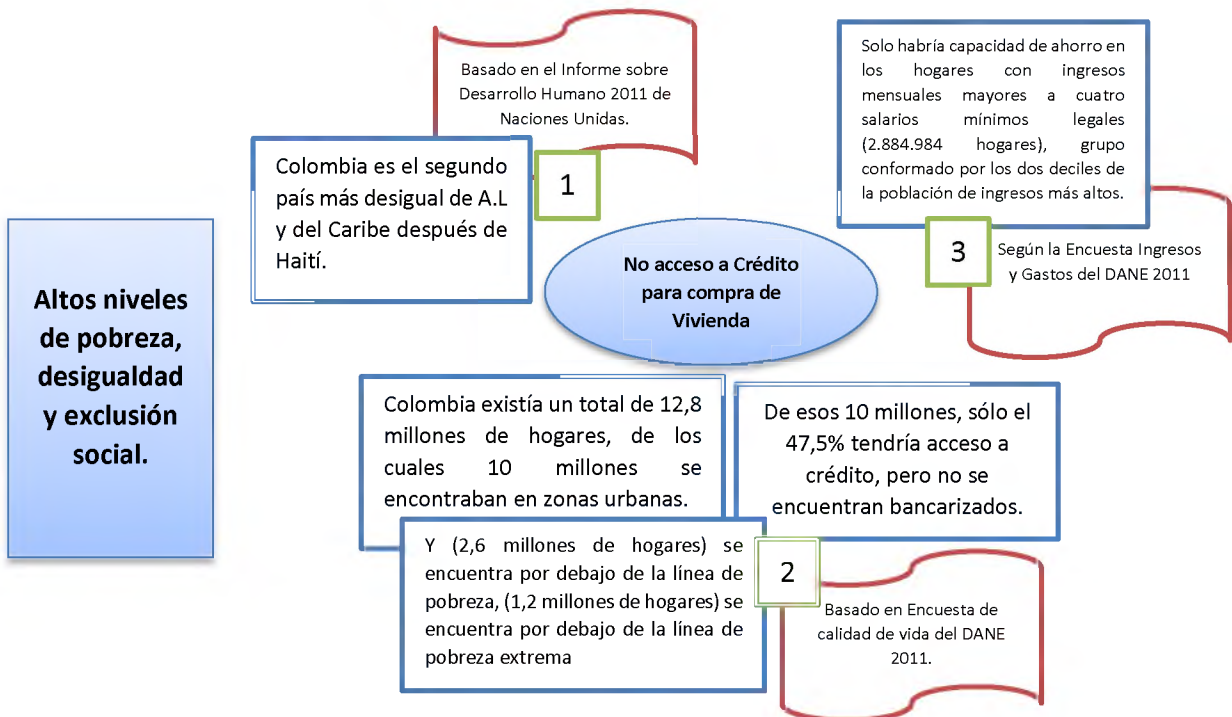 Altos niveles
de pobreza,
desigualdad
y exclusión
social.
Basado en el Informe sobre
Desarrollo Humano 2011 de
Naciones Unidas.
Colombia es el segundo
país más desigual de A.L
y del Caribe después de
Haití.
1
No acceso a Crédito
para compra de
Vivienda
Solo habría capacidad de ahorro en
los hogares con ingresos
mensuales mayores a cuatro
salarios mínimos legales
(2.884.984 hogares), grupo
conformado por los dos deciles de
la población de ingresos más altos.
3
Según la Encuesta Ingresos
y Gastos del DANE 2011
Colombia existía un total de 12,8
millones de hogares, de los
cuales 10 millones se
encontraban en zonas urbanas.
De esos 10 millones, sólo el
47,5% tendría acceso a
crédito, pero no se
encuentran bancarizados.
Y (2,6 millones de hogares) se
encuentra por debajo de la línea de
pobreza, (1,2 millones de hogares) se
encuentra por debajo de la línea de
pobreza extrema
2
Basado en Encuesta de
calidad de vida del DANE
2011.